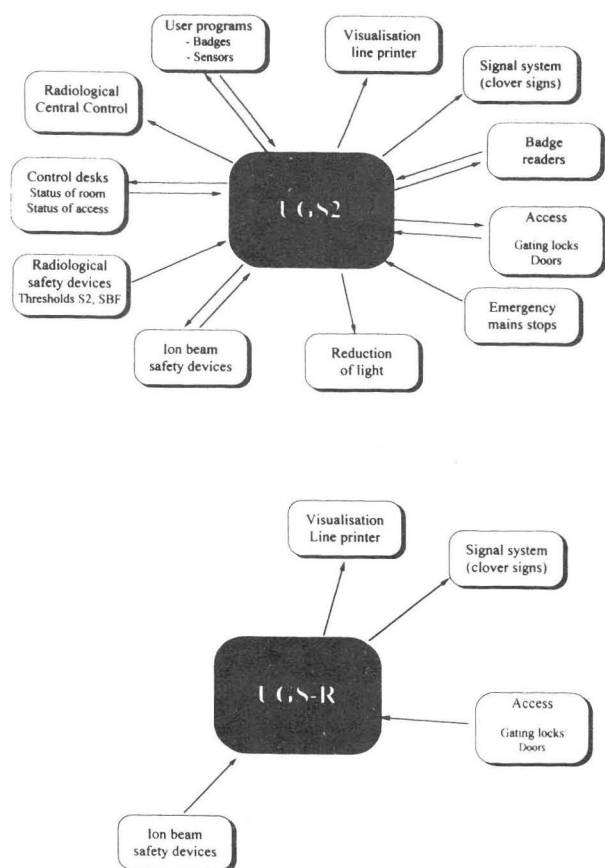 User programs
- Badges
- Sensors
Visualisation
line printer
Signal system
(clover signs)
Radiological
Central Control
Badge
readers
Control desks
Status of room
Status of access
UGS2
Access
Gating locks
Doors
Radiological
safety devices
Thresholds S2, SBF
Emergency
mains stops
Ion beam
safety devices
Reduction
of light
Visualisation
Line printer
Signal system
(clover signs)
UGS-R
Access
Gating locks
Doors
Ion beam
safety devices